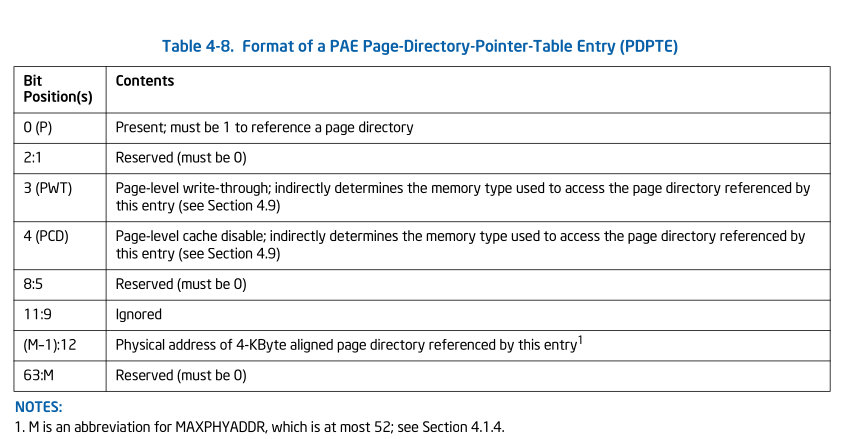 Table 4-8. Format of a PAE Page-Directory-Pointer-Table Entry (PDPTE)
Bit Position(s) Contents
0 (P) Present; must be 1 to reference a page directory
2:1 Reserved (must be 0)
3 (PWT) Page-level write-through; indirectly determines the memory type used to access the page directory referenced by
this entry (see Section 4.9)
4 (PCD) Page-level cache disable; indirectly determines the memory type used to access the page directory referenced by
this entry (see Section 4.9)
8:5 Reserved (must be 0)
11:9 Ignored
(M–1):12 Physical address of 4-KByte aligned page directory referenced by this entry1
63:M Reserved (must be 0)
NOTES:
1. M is an abbreviation for MAXPHYADDR, which is at most 52; see Section 4.1.4.